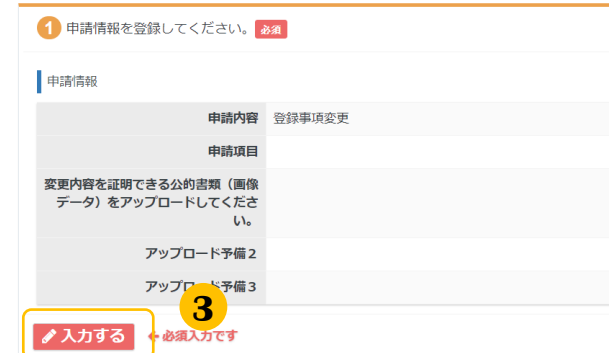 1 申請情報を登録してください。 必須
申請情報
申請内容 登録事項変更
申請項目
変更内容を証明できる公的書類（画像
データ）をアップロードしてくださ
い。
アップロード予備2
アップロード予備3
3
入力する ←必須入力です